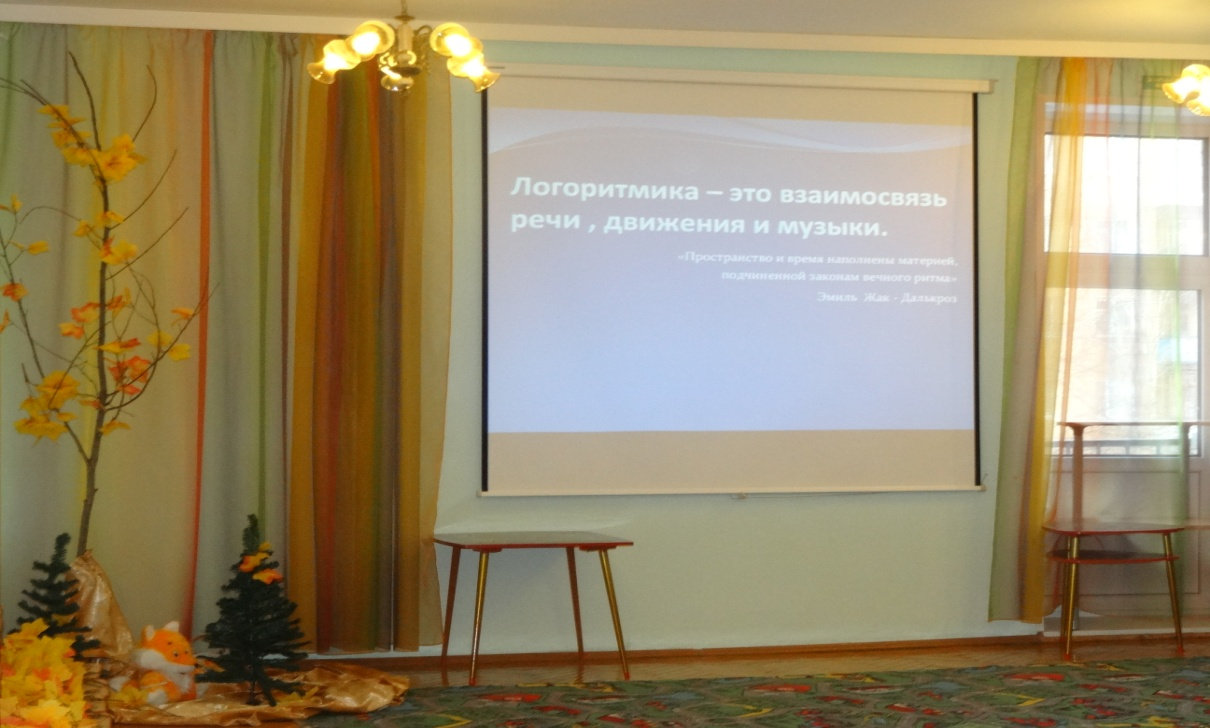 Логоритмика – это взаимосвязь
речи , движения и музыки.
«Пространство и время наполнены материей,
подчиненной законам вечного ритма»
Эмиль Жак - Далькроз